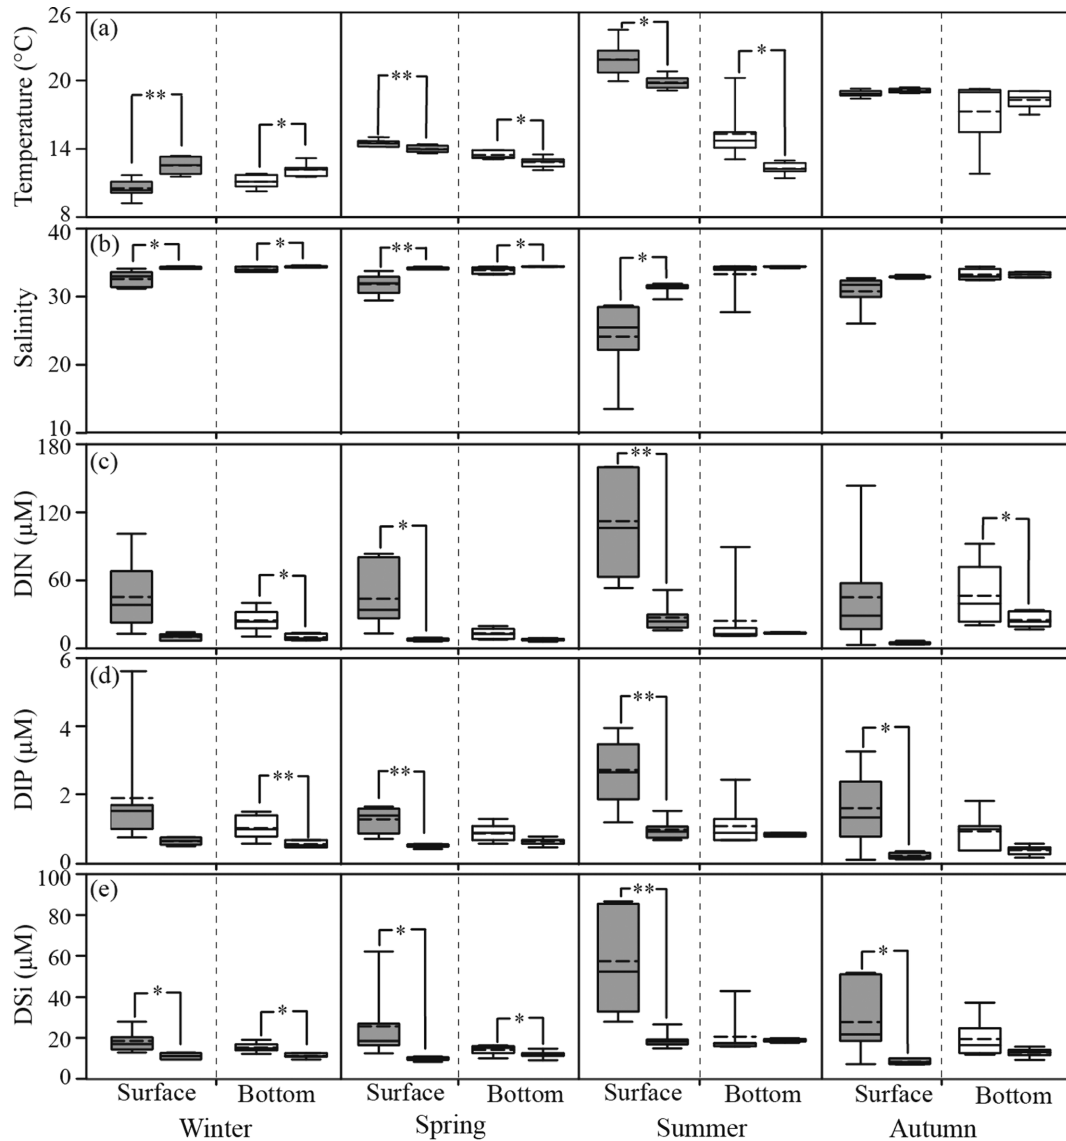 (a)
Temperature (°C)
26
20
14
8
** * ** * * *
(b)
Salinity
40
30
20
10
* * ** * *
(c)
DIN (μM)
180
120
60
0
* * ** *
(d)
DIP (μM)
6
4
2
0
** ** ** *
(e)
DSi (μM)
100
80
60
40
20
0
* * * * ** *
Surface Bottom Surface Bottom Surface Bottom Surface Bottom
Winter Spring Summer Autumn